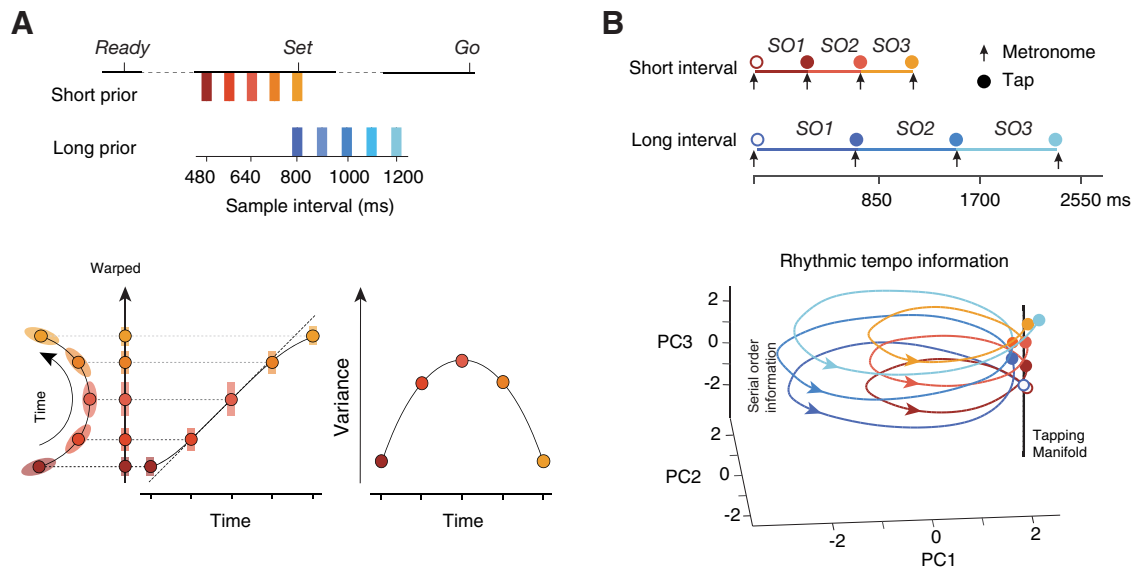 A
Ready
Set
Go
Short prior
Long prior
480
640
800
1000
1200
Sample interval (ms)
Warped
Time
Time
Variance
Time
B
SO1
SO2
SO3
Metronome
Tap
Short interval
Long interval
SO1
SO2
SO3
850
1700
2550 ms
Rhythmic tempo information
2
PC3
0
-2
Serial order
information
Tapping
Manifold
2
PC2
0
-2
-2
0
2
PC1